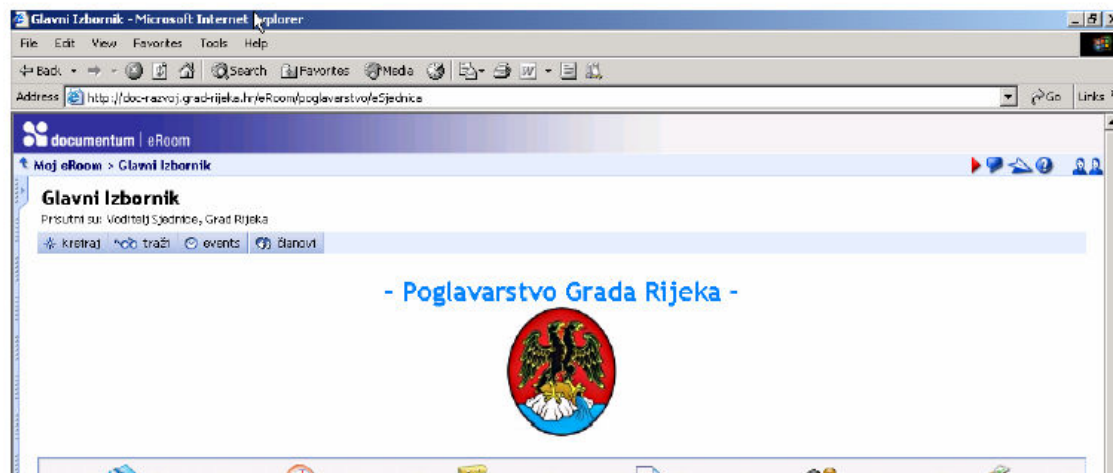 Glavni Izbornik - Microsoft Internet Explorer
File Edit View Favorites Tools Help
Back Search Favorites Media
Address http://doc-razvoj.grad-rijeka.hr/eRoom/poglavarstvo/eSjednica Go Links
documentum | eRoom
Moj eRoom > Glavni Izbornik
Glavni Izbornik
Prisutni su: Voditelj Sjednice, Grad Rijeka
kreiraj traži events članovi
- Poglavarstvo Grada Rijeka -